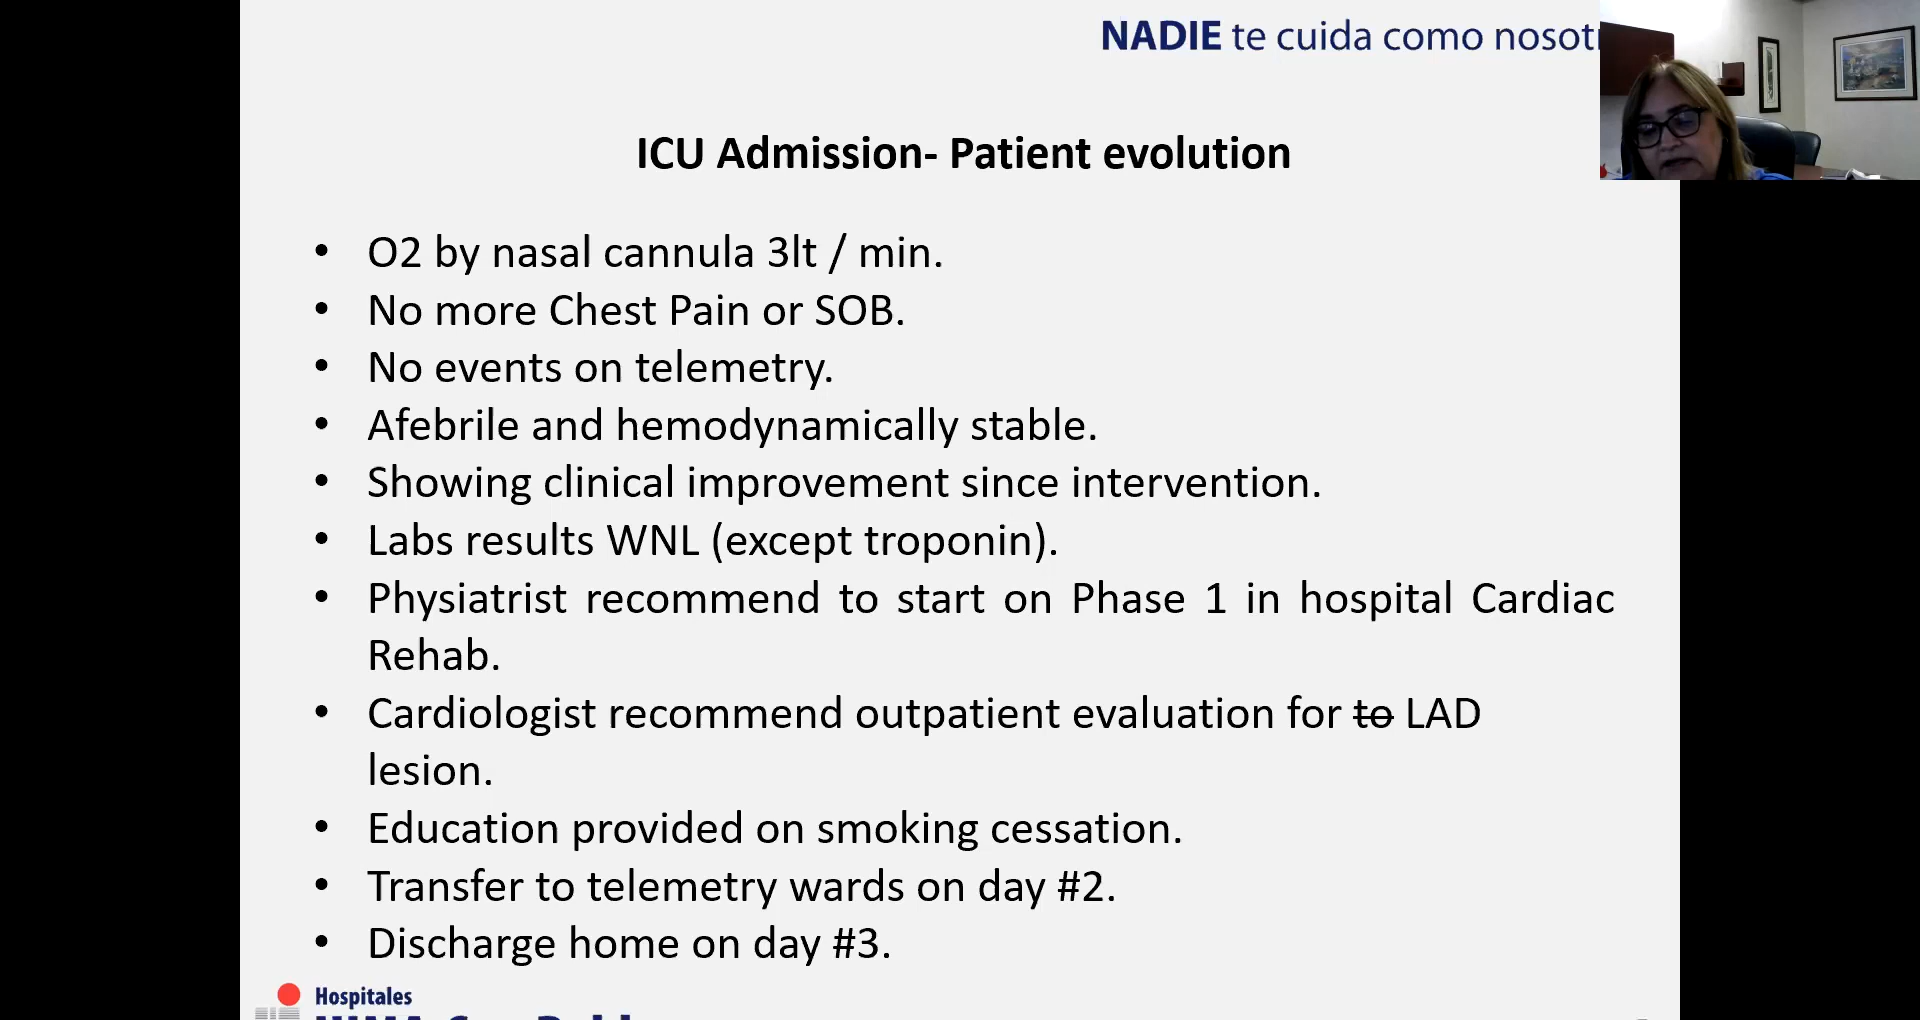 NADIE te cuida como
ICU Admission- Patient evolution
• O2 by nasal cannula 3lt / min.
• No more Chest Pain or SOB.
• No events on telemetry.
• Afebrile and hemodynamically stable.
• Showing clinical improvement since intervention.
• Labs results WNL (except troponin).
• Physiatrist recommend to start on Phase 1 in hospital Cardiac
Rehab.
• Cardiologist recommend outpatient evaluation for to LAD
lesion.
• Education provided on smoking cessation.
• Transfer to telemetry wards on day #2.
• Discharge home on day #3.
Hospitales